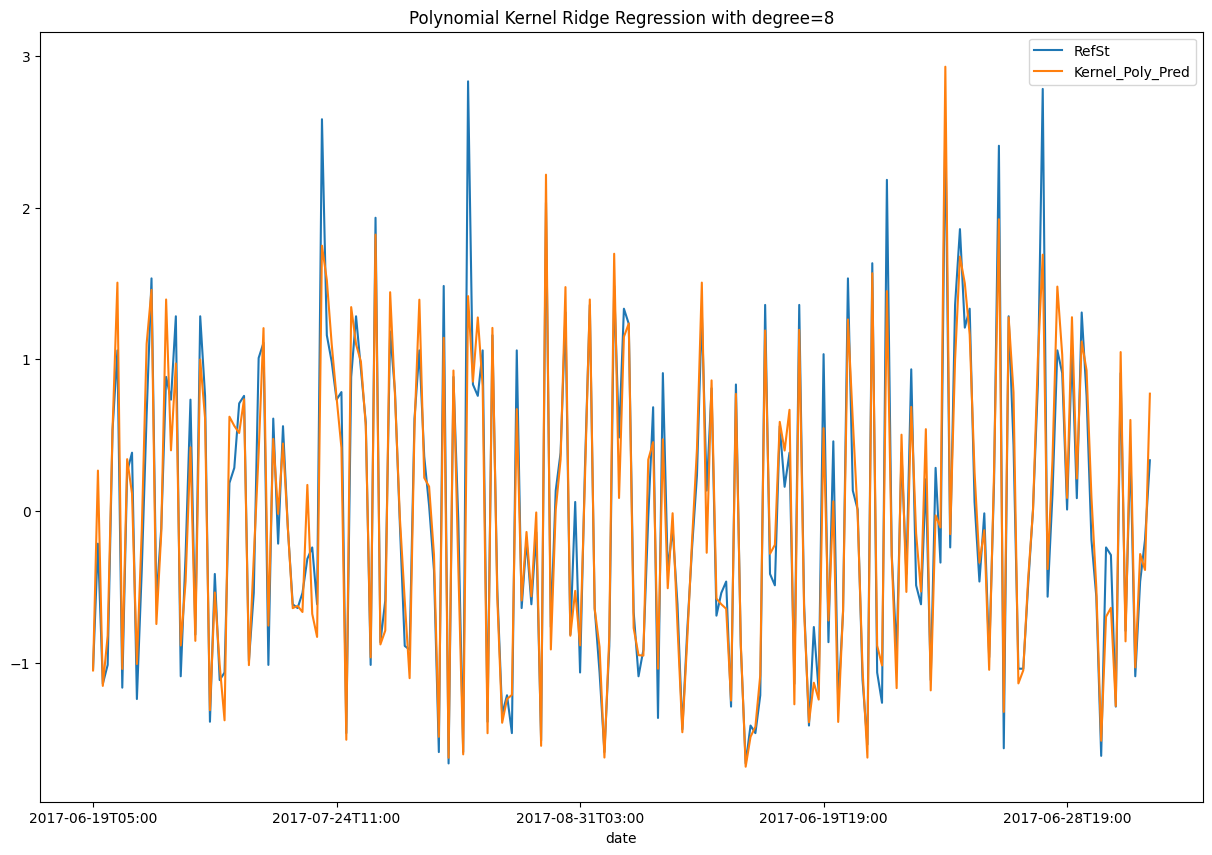 Polynomial Kernel Ridge Regression with degree=8
RefSt
Kernel_Poly_Pred
3
2
1
0
−1
2017-06-19T05:00
2017-07-24T11:00
2017-08-31T03:00
2017-06-19T19:00
2017-06-28T19:00
date